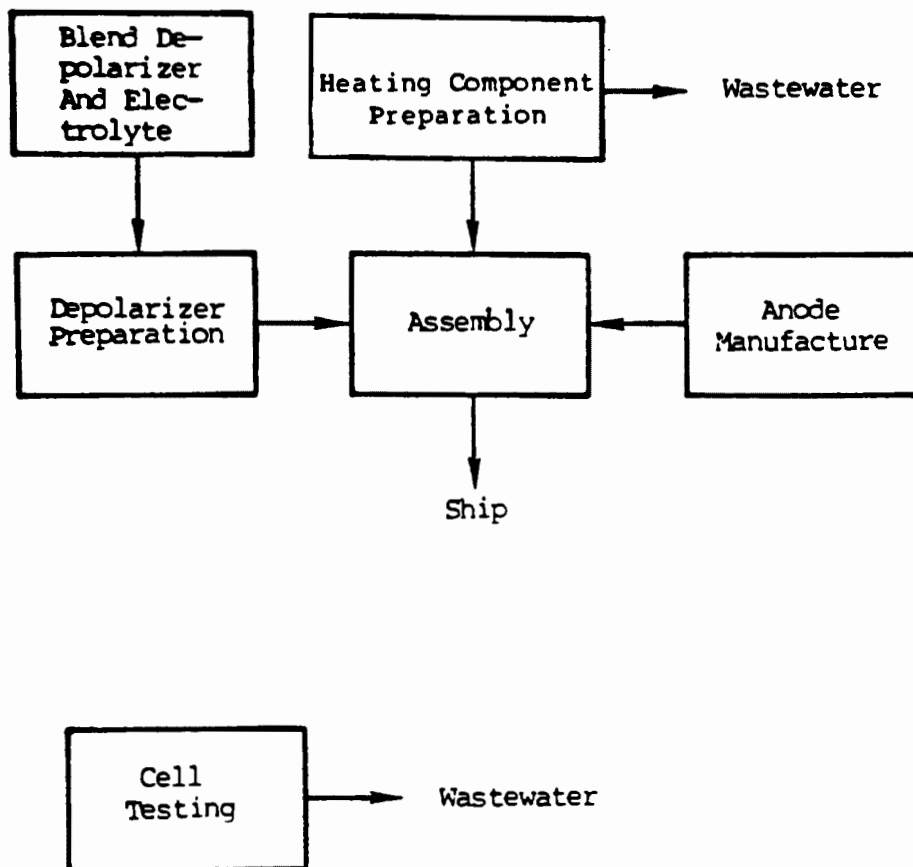 Blend De-
polarizer
And Elec-
trolyte
Heating Component
Preparation
Wastewater
Depolarizer
Preparation
Assembly
Anode
Manufacture
Ship
Cell
Testing
Wastewater